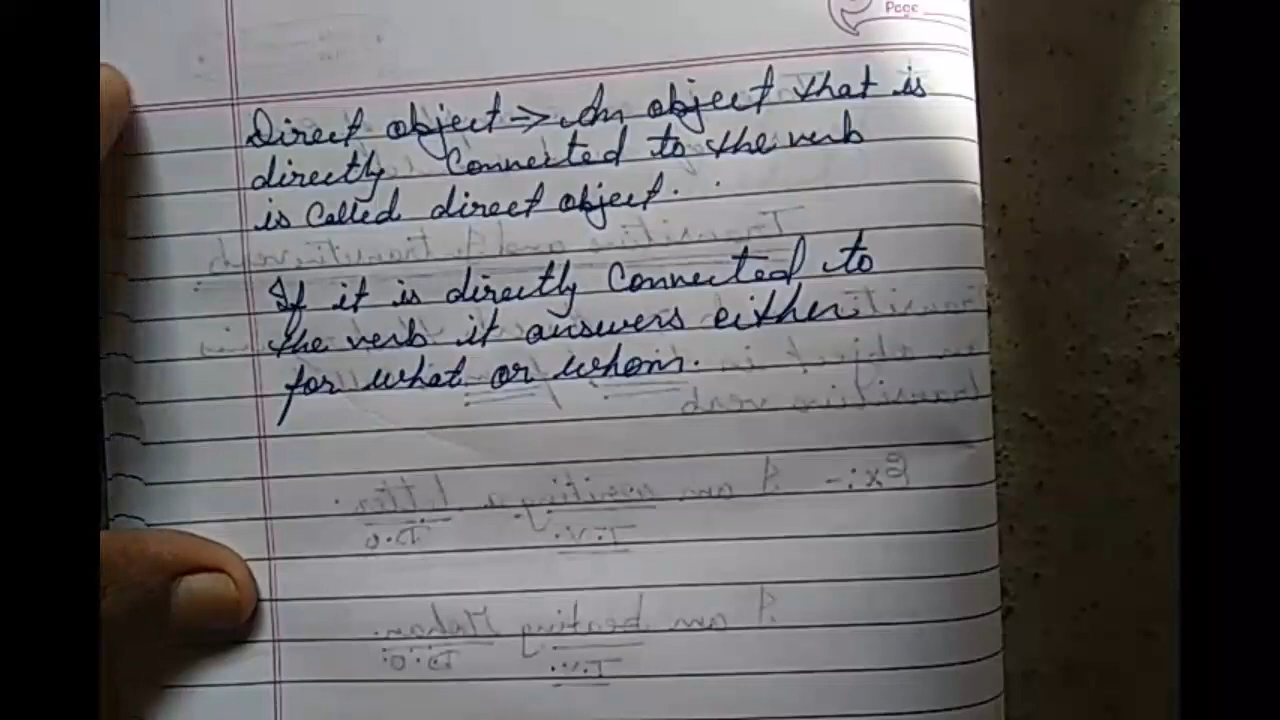 Page
Direct object → An object that is
directly Connected to the verb
is Called direct object.
If it is directly Connected to
the verb it answers either
for what or whom.